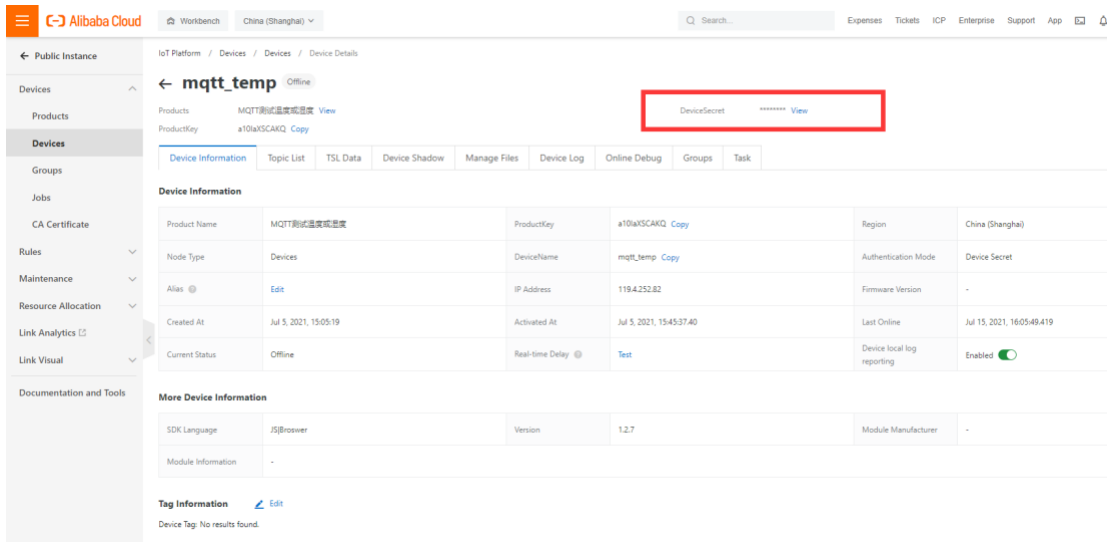 Alibaba Cloud Workbench China (Shanghai) Search... Expenses Tickets ICP Enterprise Support App
Public Instance
Devices
Products
Devices
Groups
Jobs
CA Certificate
Rules
Maintenance
Resource Allocation
Link Analytics
Link Visual
Documentation and Tools
IoT Platform / Devices / Devices / Device Details
mqtt_temp Offline
Products MQTT测试温度或湿度 View DeviceSecret ******** View
ProductKey a10IaXSCAKQ Copy
Device Information Topic List TSL Data Device Shadow Manage Files Device Log Online Debug Groups Task
Device Information
Product Name MQTT测试温度或湿度 ProductKey a10IaXSCAKQ Copy Region China (Shanghai)
Node Type Devices DeviceName mqtt_temp Copy Authentication Mode Device Secret
Alias Edit IP Address 119.4.252.82 Firmware Version -
Created At Jul 5, 2021, 15:05:19 Activated At Jul 5, 2021, 15:45:37.40 Last Online Jul 15, 2021, 16:05:49.419
Current Status Offline Real-time Delay Test Device local log reporting Enabled
More Device Information
SDK Language JS|Broswer Version 1.2.7 Module Manufacturer -
Module Information -
Tag Information Edit
Device Tag: No results found.